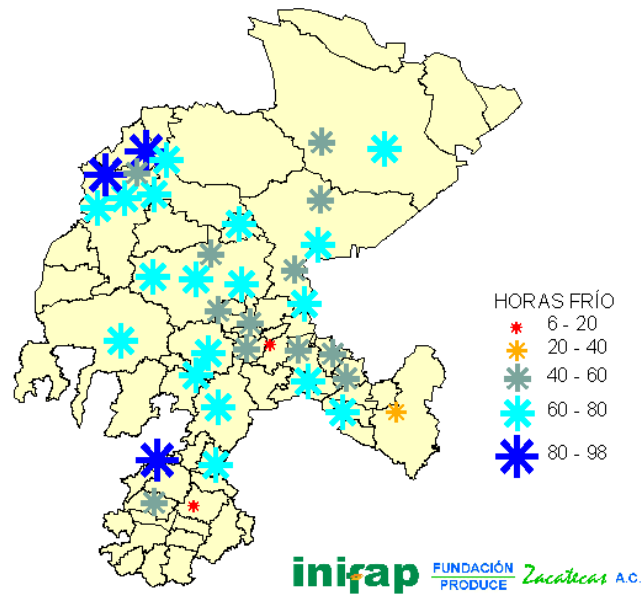 HORAS FRÍO
6 - 20
20 - 40
40 - 60
60 - 80
80 - 98
inifap
FUNDACIÓN
PRODUCE
Zacatecas A.C.